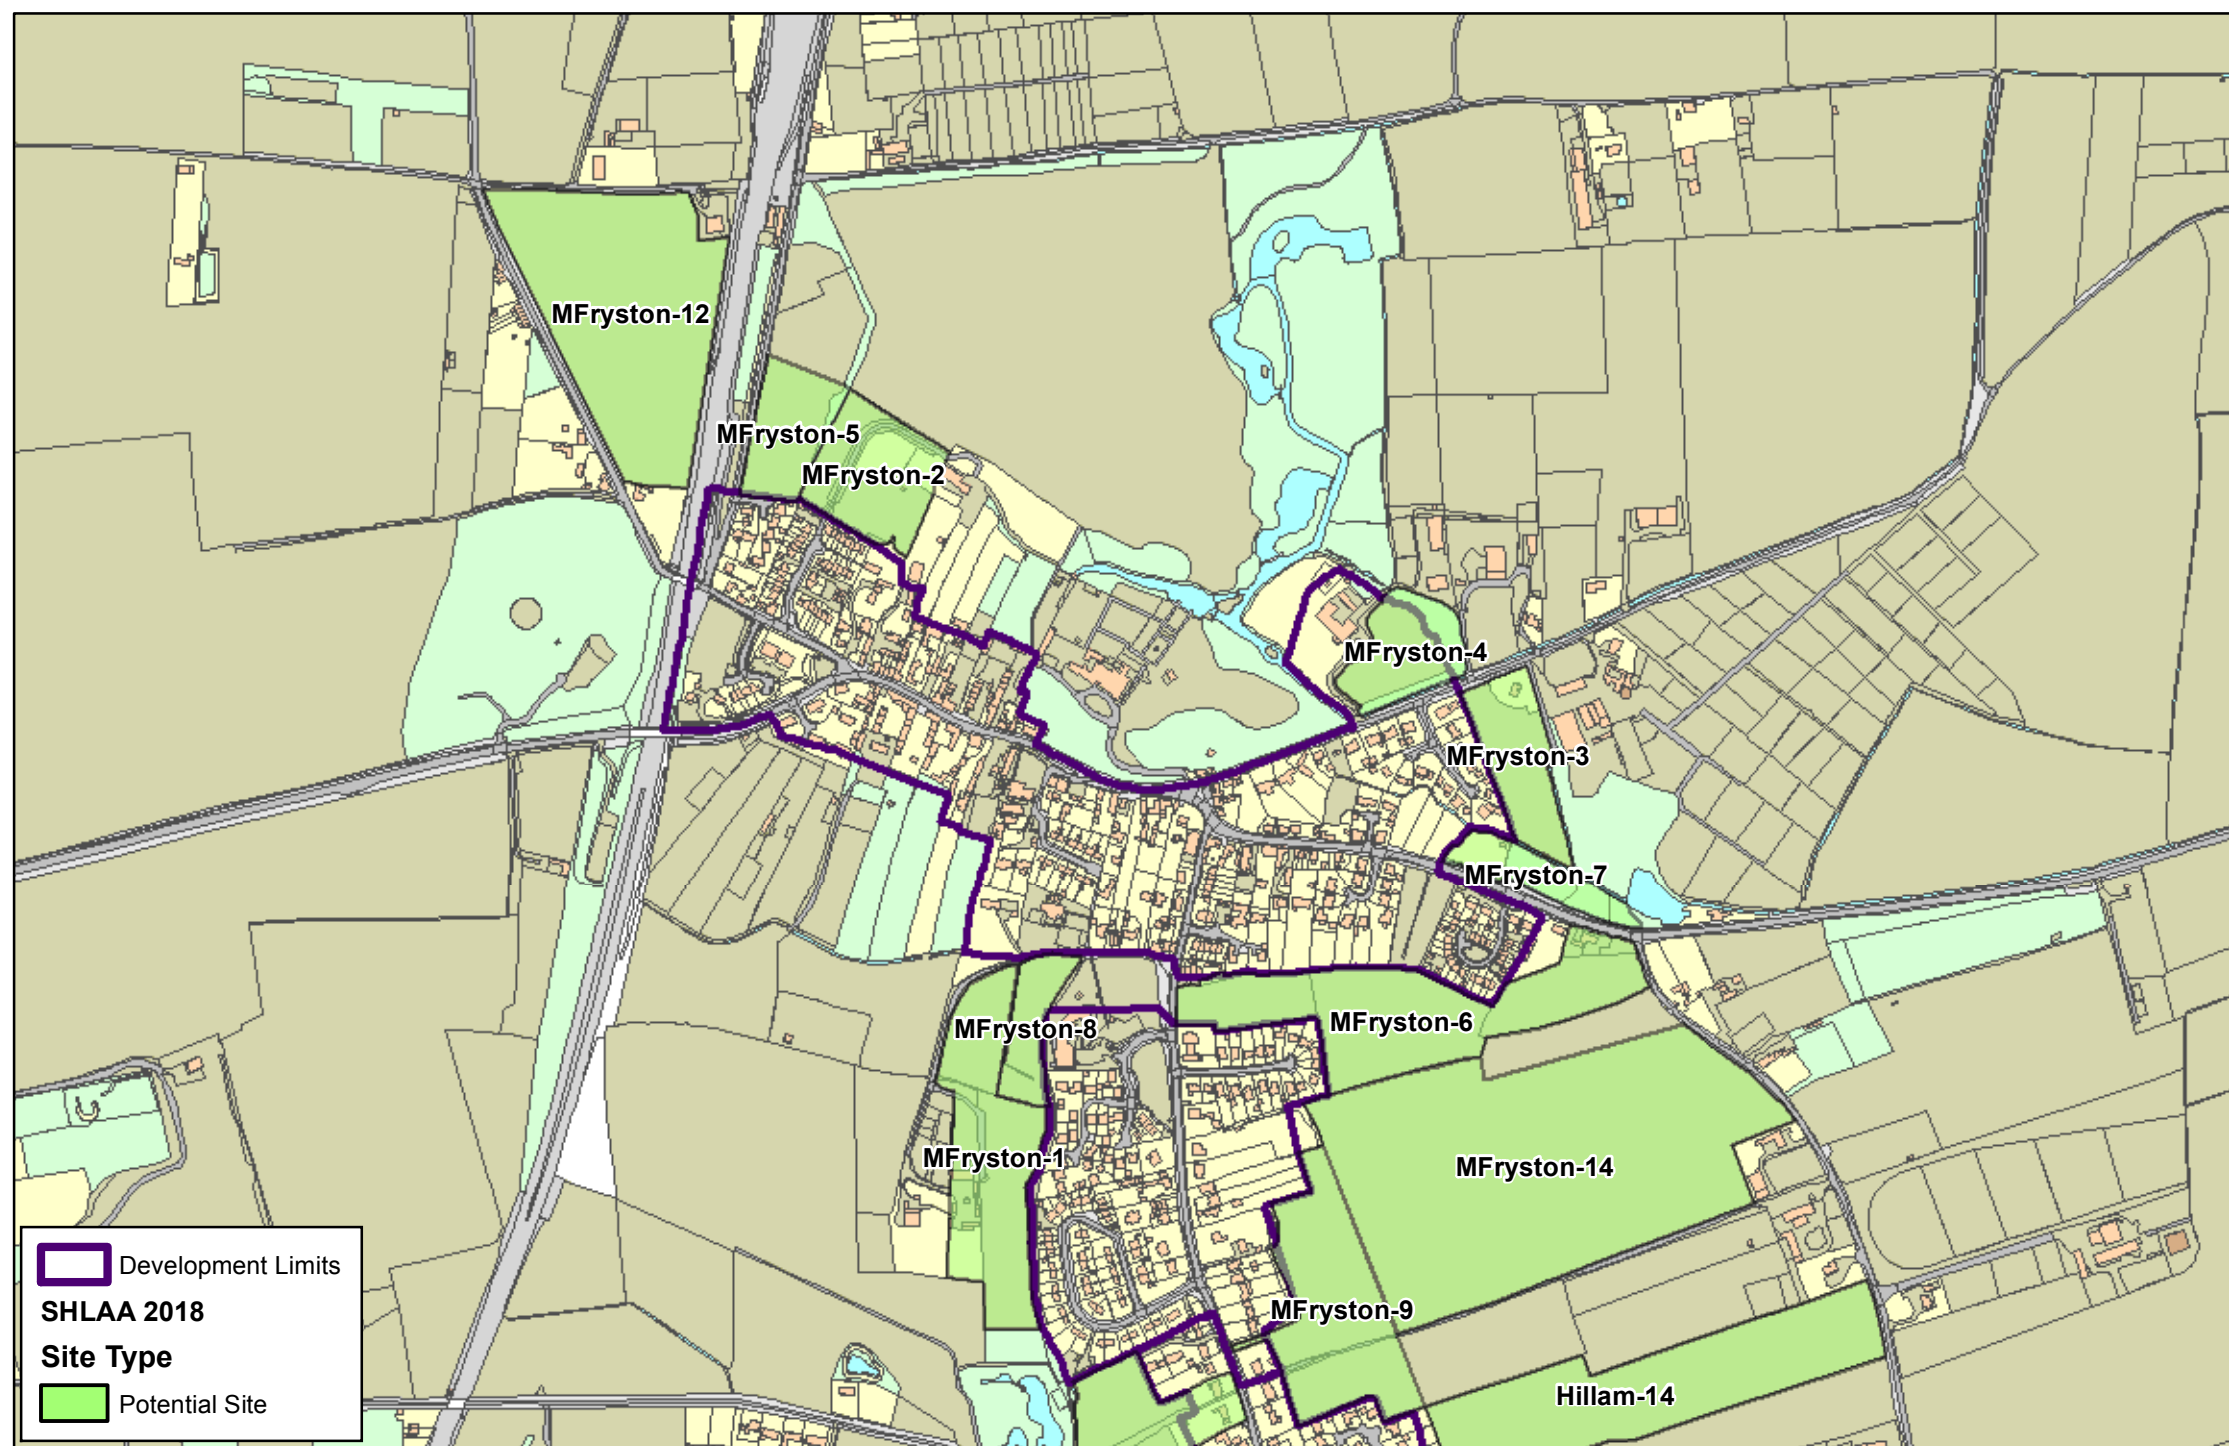 MFryston-12
MFryston-5
MFryston-2
MFryston-4
MFryston-3
MFryston-7
MFryston-8
MFryston-6
MFryston-1
MFryston-14
MFryston-9
Hillam-14
Development Limits
SHLAA 2018
Site Type
Potential Site